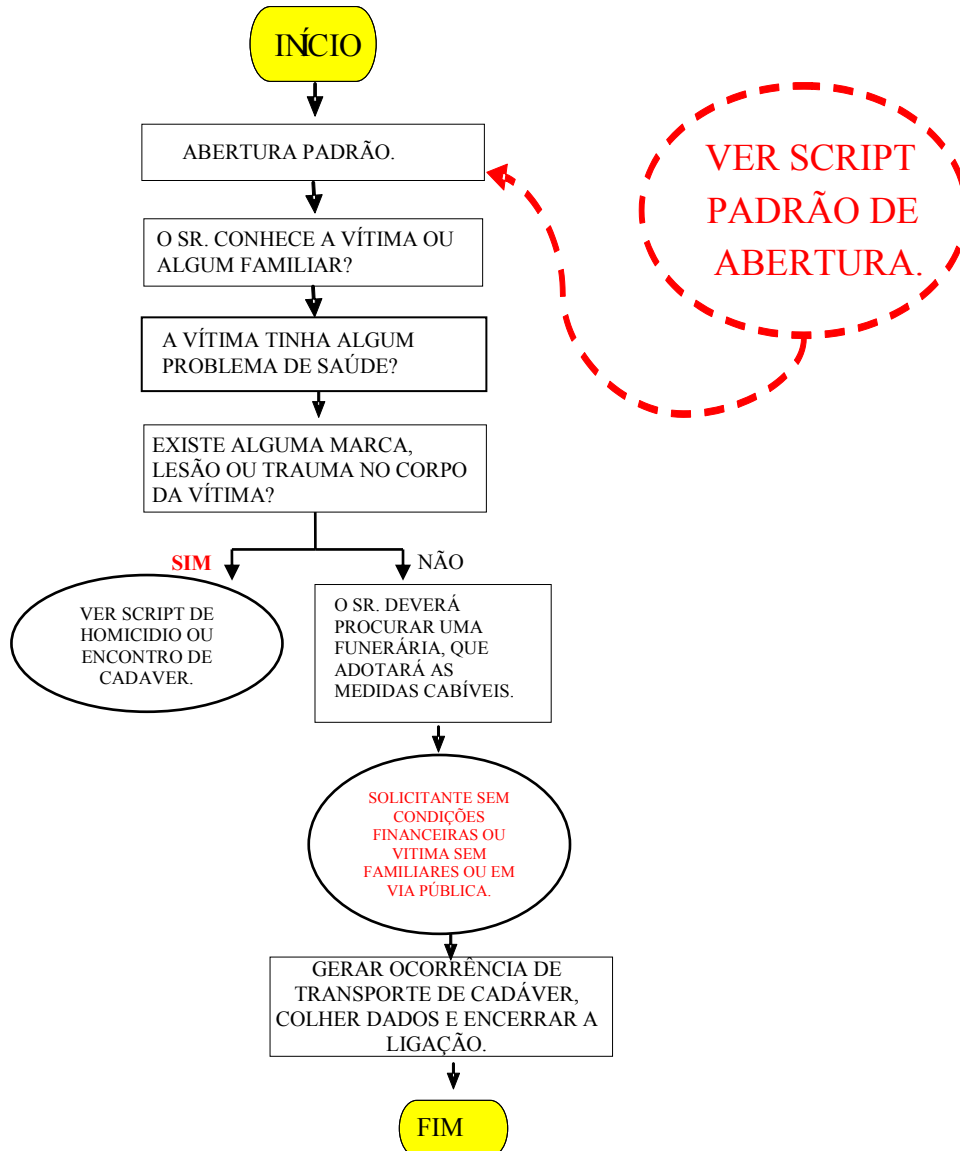 INÍCIO
ABERTURA PADRÃO.
VER SCRIPT
PADRÃO DE
ABERTURA.
O SR. CONHECE A VÍTIMA OU
ALGUM FAMILIAR?
A VÍTIMA TINHA ALGUM
PROBLEMA DE SAÚDE?
EXISTE ALGUMA MARCA,
LESÃO OU TRAUMA NO CORPO
DA VÍTIMA?
SIM
NÃO
VER SCRIPT DE
HOMICIDIO OU
ENCONTRO DE
CADAVER.
O SR. DEVERÁ
PROCURAR UMA
FUNERÁRIA, QUE
ADOTARÁ AS
MEDIDAS CABÍVEIS.
SOLICITANTE SEM
CONDIÇÕES
FINANCEIRAS OU
VITIMA SEM
FAMILIARES OU EM
VIA PÚBLICA.
GERAR OCORRÊNCIA DE
TRANSPORTE DE CADÁVER,
COLHER DADOS E ENCERRAR A
LIGAÇÃO.
FIM